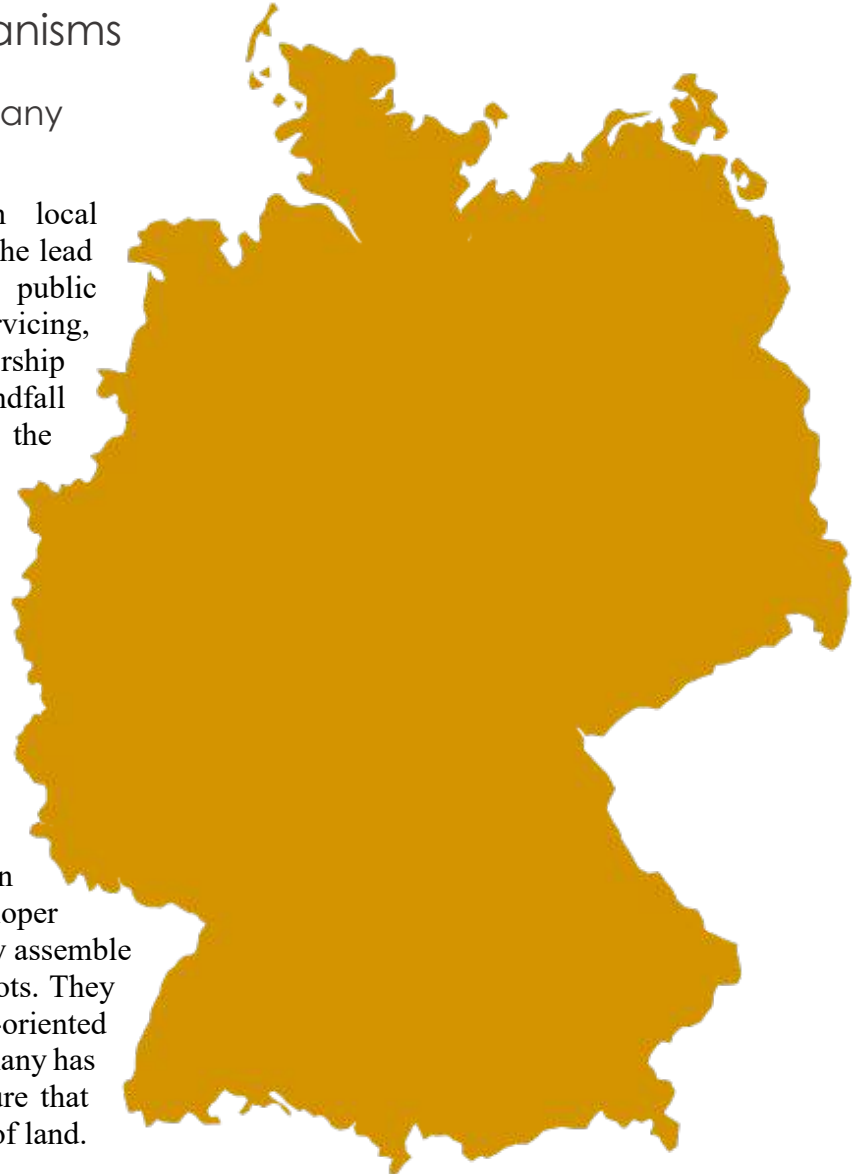 anisms
any
n local
he lead
public
rvicing,
rship
ndfall
the
n
oper
y assemble
ots. They
-oriented
any has
ure that
of land.